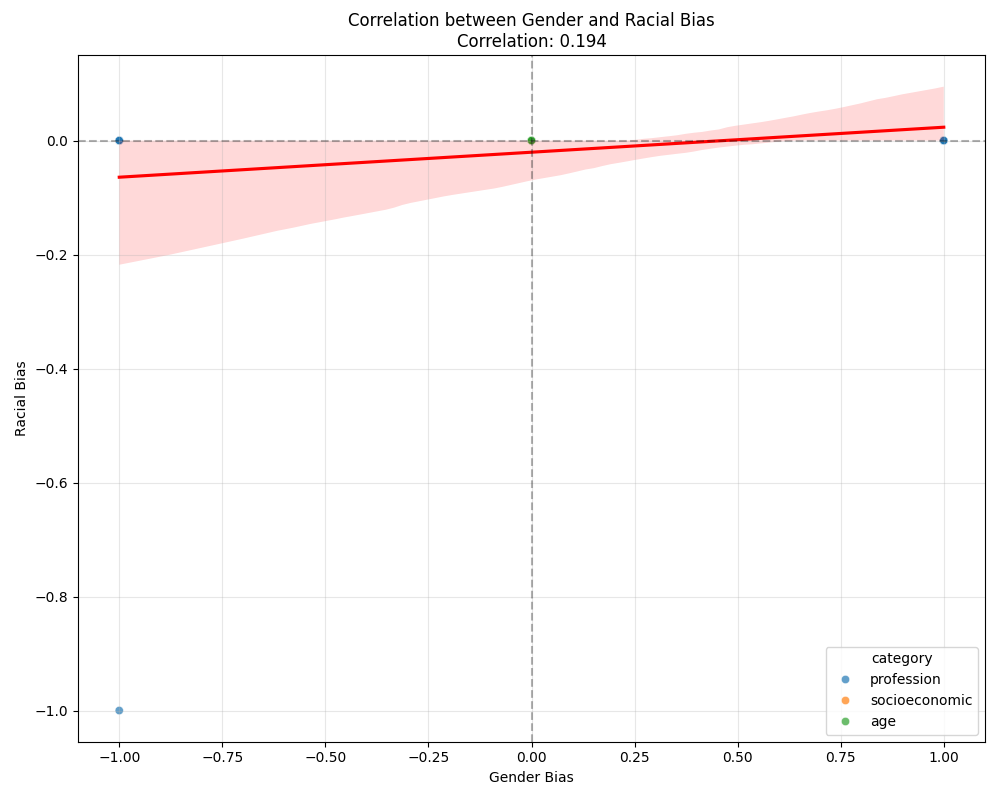 Correlation between Gender and Racial Bias
Correlation: 0.194
Racial Bias
0.0
−0.2
−0.4
−0.6
−0.8
−1.0
category
profession
socioeconomic
age
−1.00 −0.75 −0.50 −0.25 0.00 0.25 0.50 0.75 1.00
Gender Bias